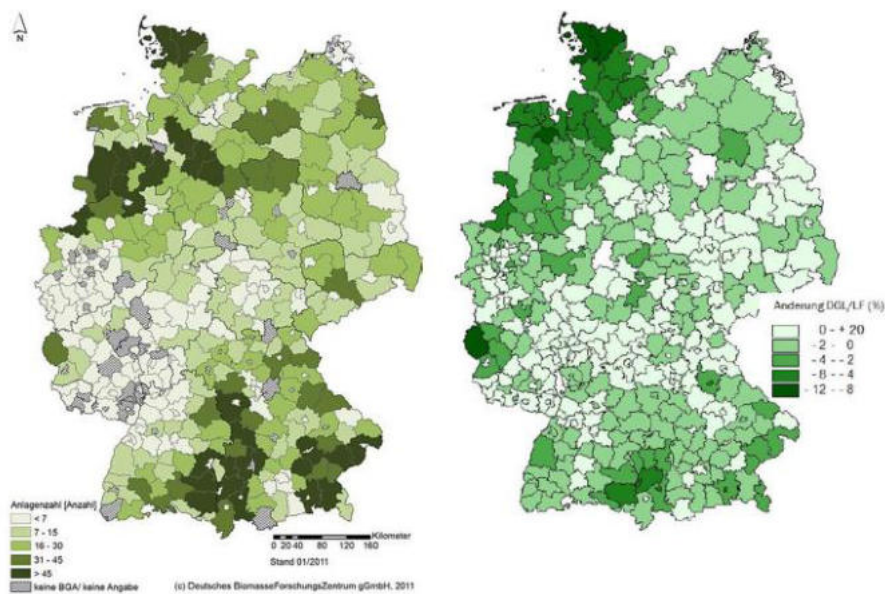 N
Anlagenzahl [Anzahl]
< 7
7 - 15
16 - 30
31 - 45
> 45
keine BGA/ keine Angabe
Kilometer
0 20 40 80 120 160
Stand 01/2011
(c) Deutsches BiomasseForschungsZentrum gGmbH, 2011
Änderung DGL/LF (%)
0 - + 20
- 2 - 0
- 4 - - 2
- 8 - - 4
- 12 - - 8